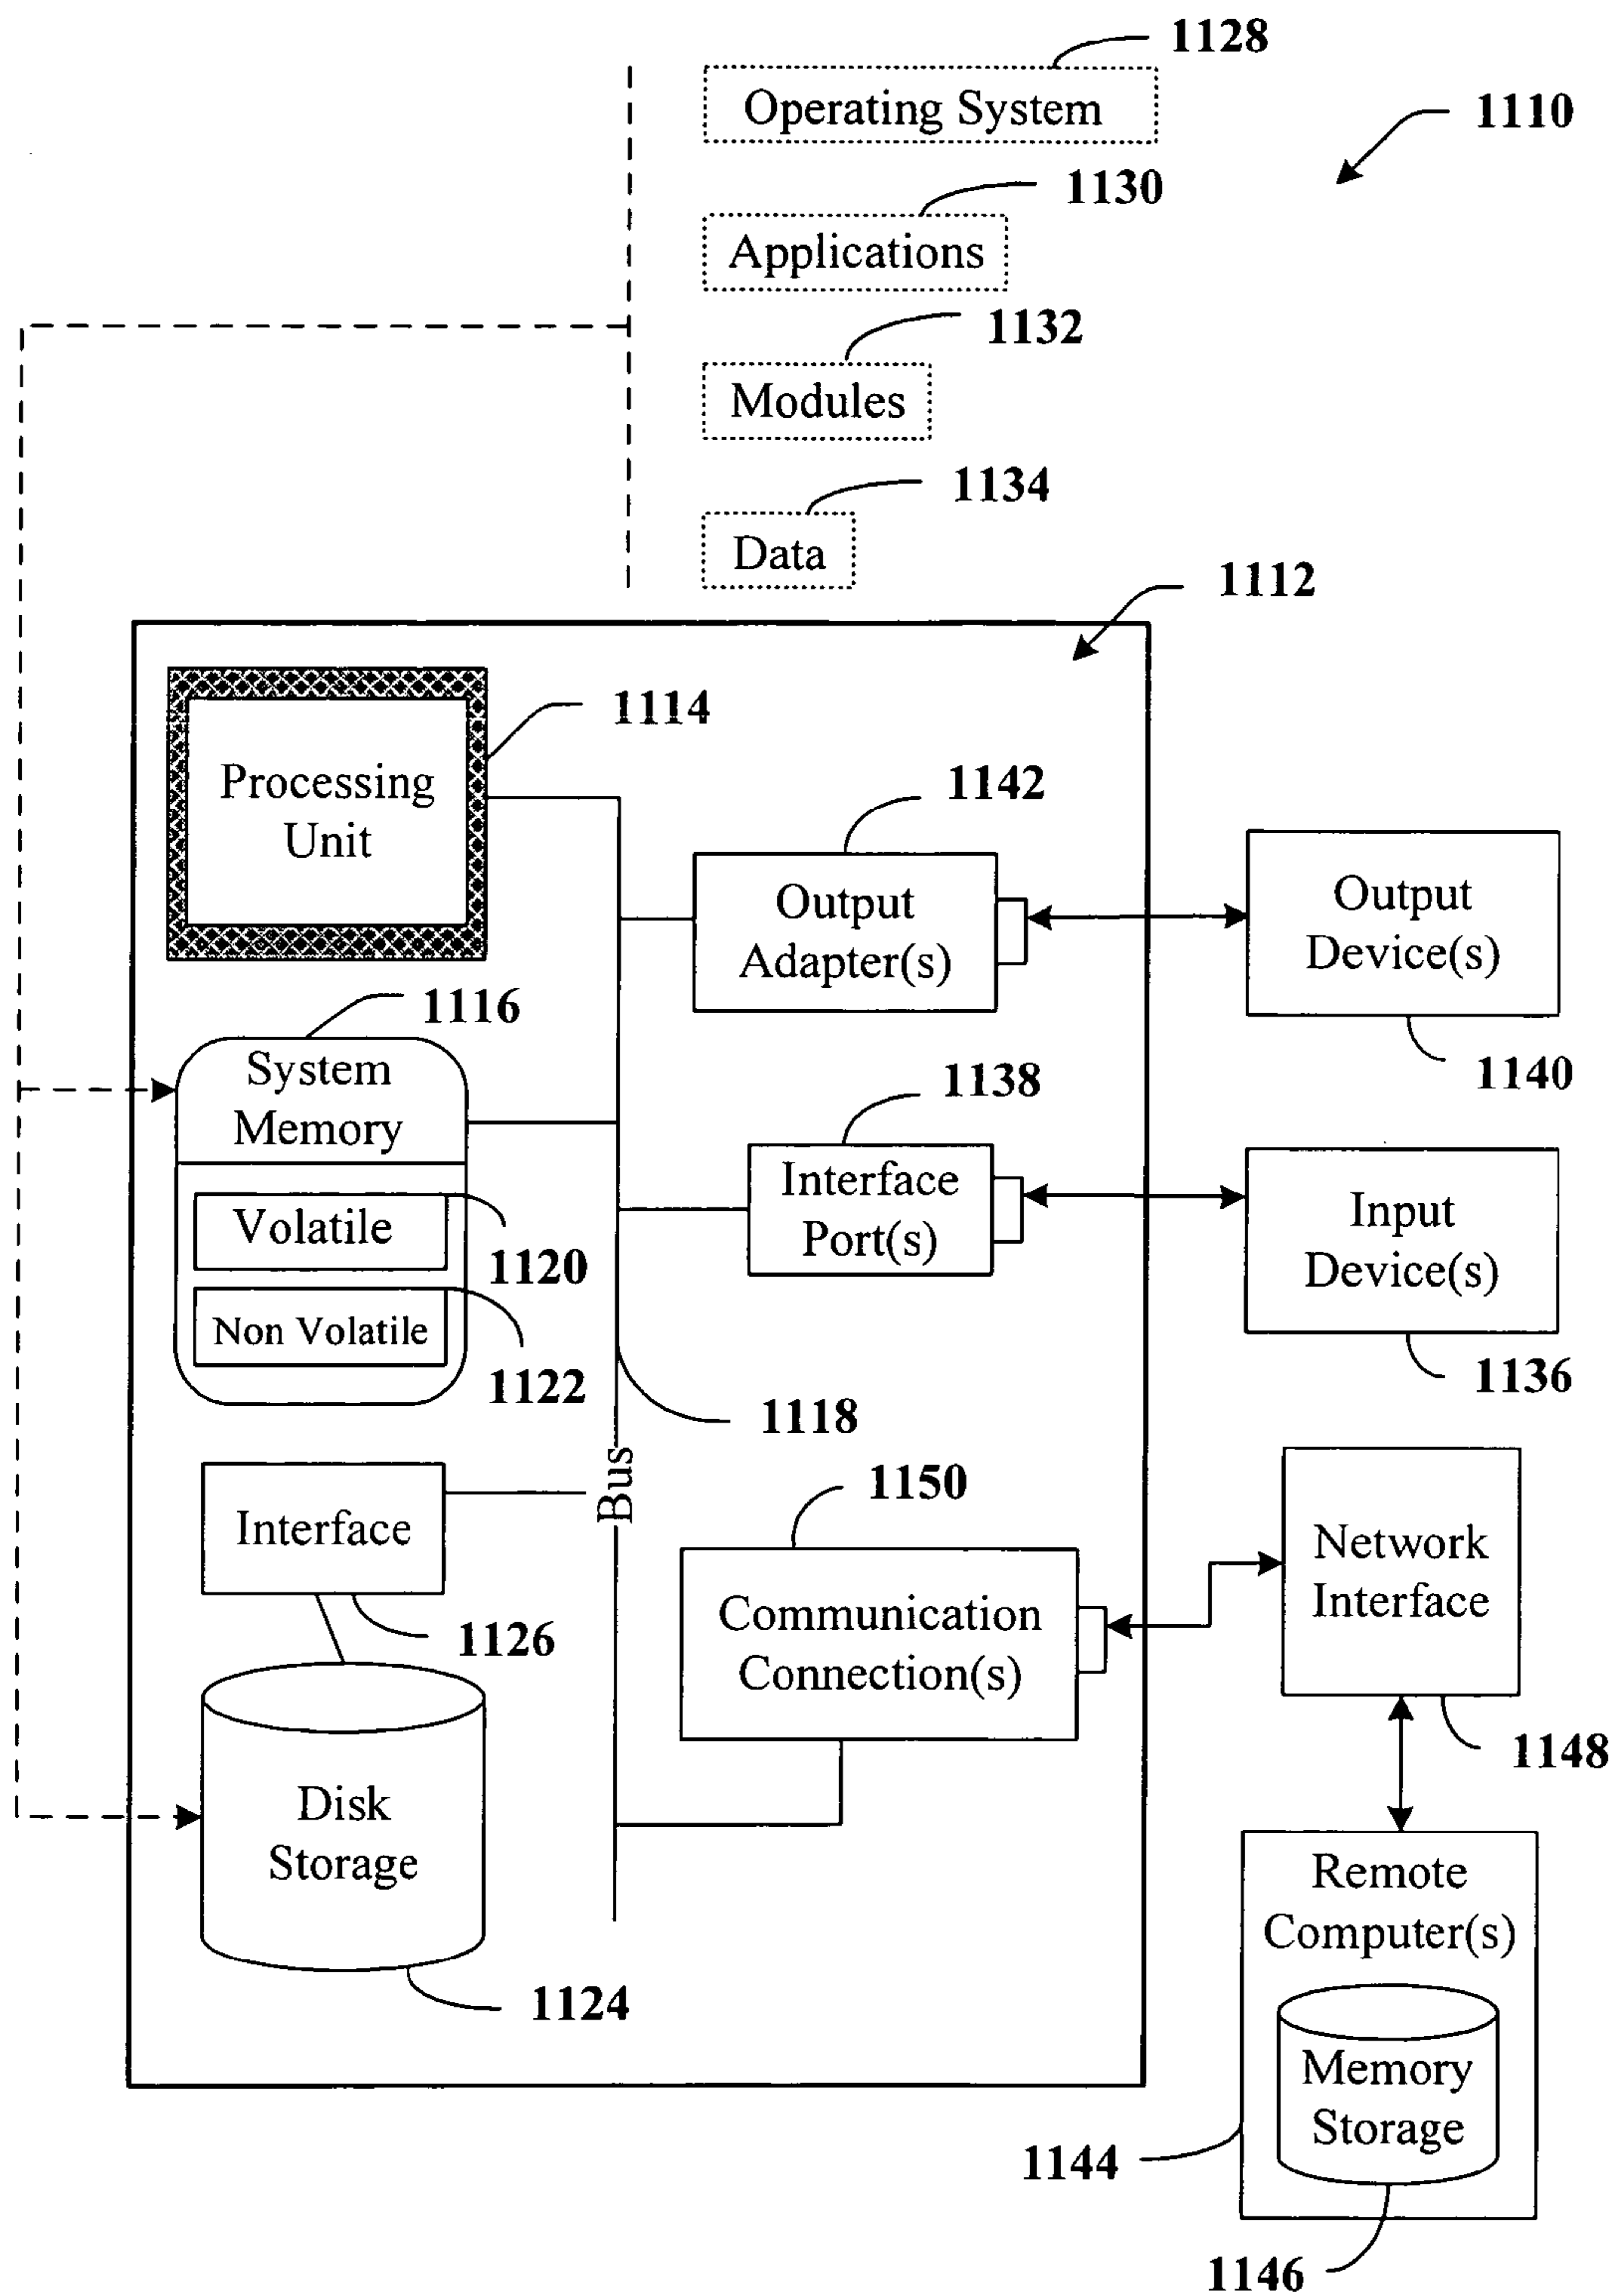 1128
Operating System
1110
1130
Applications
1132
Modules
1134
Data
1112
1114
Processing
Unit
1142
Output
Adapter(s)
Output
Device(s)
1140
1116
System
Memory
1138
Interface
Port(s)
Input
Device(s)
1136
Volatile
1120
Non Volatile
1122
1118
Bus
Interface
1126
1150
Communication
Connection(s)
Network
Interface
1148
Disk
Storage
1124
Remote
Computer(s)
Memory
Storage
1144
1146